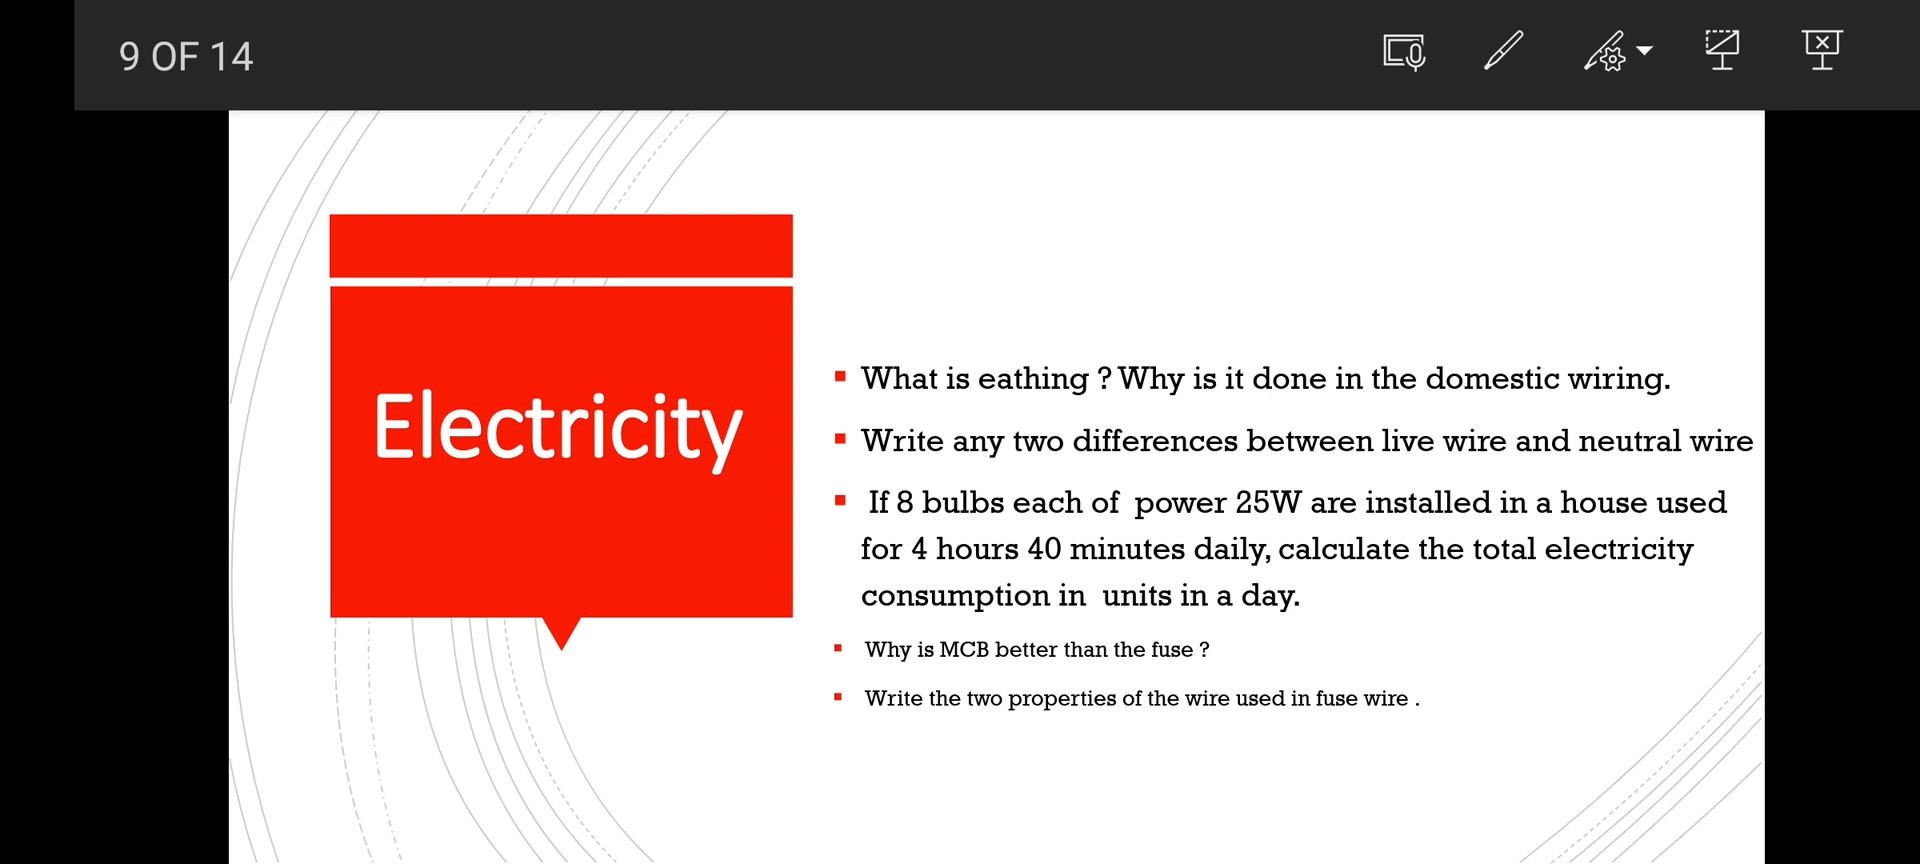 9 OF 14
Electricity
What is eathing ? Why is it done in the domestic wiring.
Write any two differences between live wire and neutral wire
If 8 bulbs each of power 25W are installed in a house used
for 4 hours 40 minutes daily, calculate the total electricity
consumption in units in a day.
Why is MCB better than the fuse ?
Write the two properties of the wire used in fuse wire .